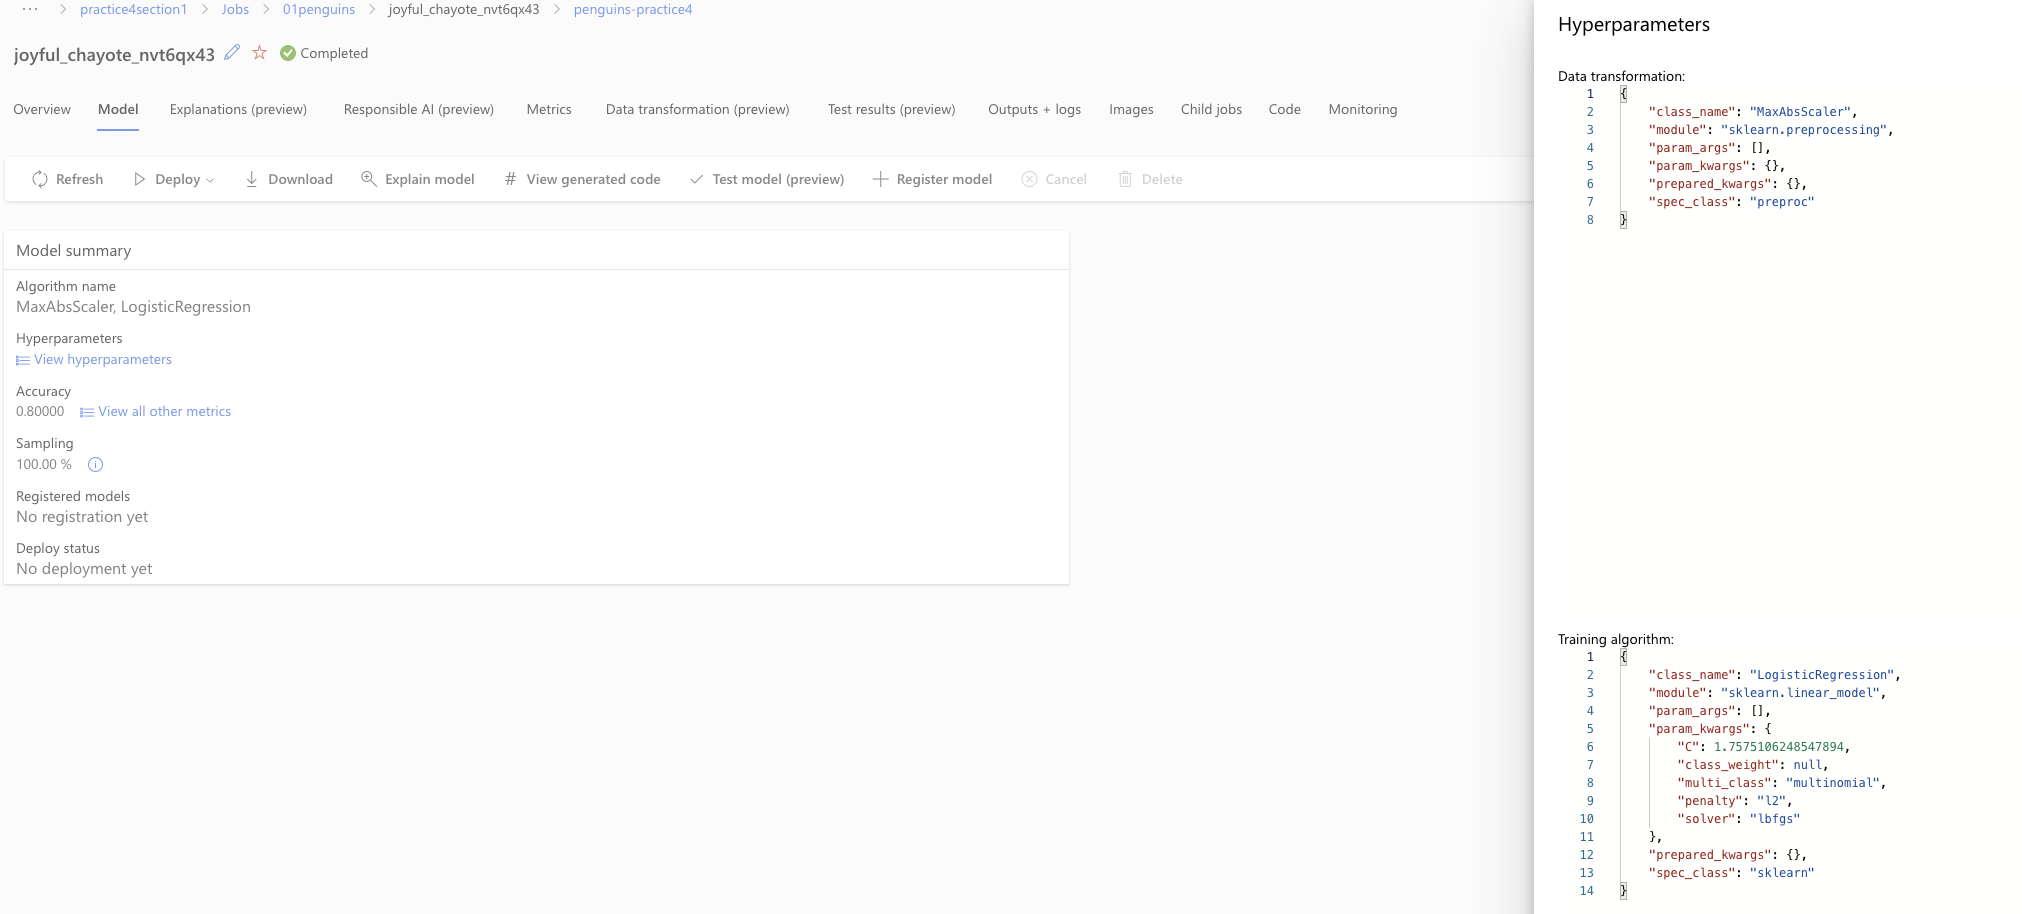 ··· > practice4section1 > Jobs > 01penguins > joyful_chayote_nvt6qx43 > penguins-practice4
joyful_chayote_nvt6qx43 Completed
Overview Model Explanations (preview) Responsible AI (preview) Metrics Data transformation (preview) Test results (preview) Outputs + logs Images Child jobs Code Monitoring
Refresh Deploy Download Explain model # View generated code Test model (preview) Register model Cancel Delete
Model summary
Algorithm name
MaxAbsScaler, LogisticRegression
Hyperparameters
View hyperparameters
Accuracy
0.80000 View all other metrics
Sampling
100.00 %
Registered models
No registration yet
Deploy status
No deployment yet
Hyperparameters
Data transformation:
1 {
2 "class_name": "MaxAbsScaler",
3 "module": "sklearn.preprocessing",
4 "param_args": [],
5 "param_kwargs": {},
6 "prepared_kwargs": {},
7 "spec_class": "preproc"
8 }
Training algorithm:
1 {
2 "class_name": "LogisticRegression",
3 "module": "sklearn.linear_model",
4 "param_args": [],
5 "param_kwargs": {
6 "C": 1.7575106248547894,
7 "class_weight": null,
8 "multi_class": "multinomial",
9 "penalty": "l2",
10 "solver": "lbfgs"
11 },
12 "prepared_kwargs": {},
13 "spec_class": "sklearn"
14 }